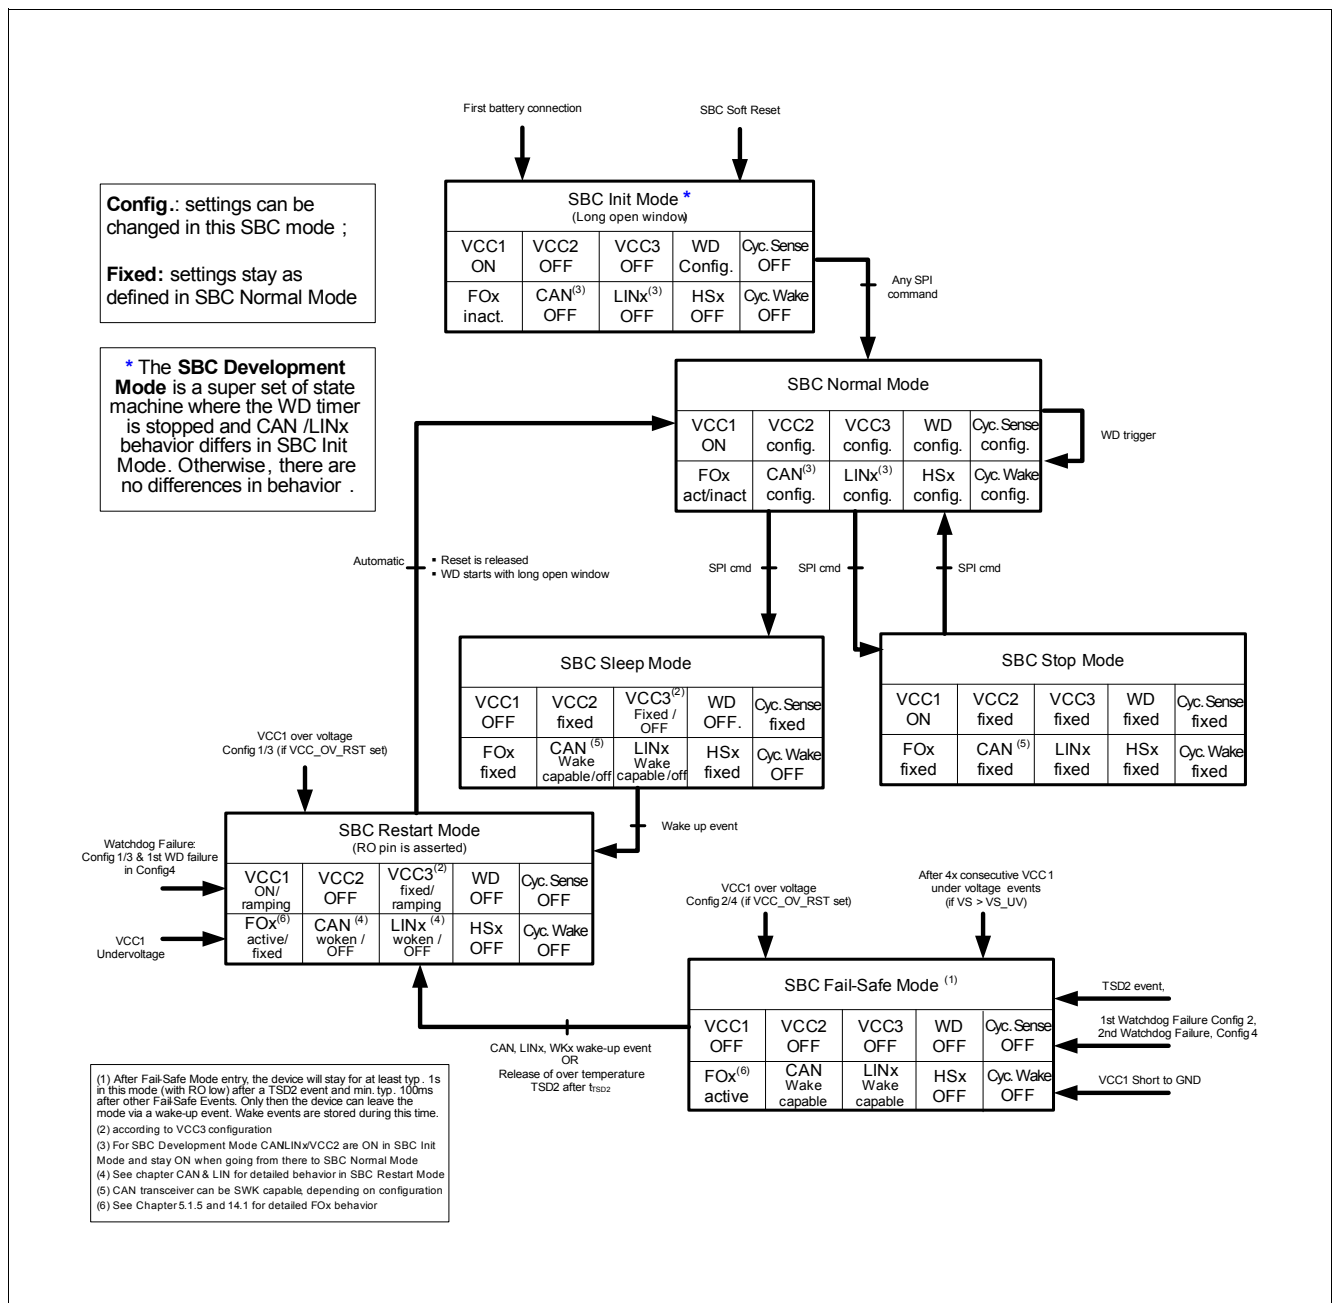 First battery connection
SBC Soft Reset
Config.: settings can be
changed in this SBC mode ;
Fixed: settings stay as
defined in SBC Normal Mode
* The SBC Development
Mode is a super set of state
machine where the WD timer
is stopped and CAN /LINx
behavior differs in SBC Init
Mode. Otherwise, there are
no differences in behavior .
SBC Init Mode *
(Long open window)
VCC1 VCC2 VCC3 WD Cyc. Sense
ON OFF OFF Config. OFF
FOx CAN(3) LINx(3) HSx Cyc. Wake
inact. OFF OFF OFF OFF
Any SPI
command
SBC Normal Mode
VCC1 VCC2 VCC3 WD Cyc. Sense
ON config. config. config. config.
FOx CAN(3) LINx(3) HSx Cyc. Wake
act/inact config. config. config. config.
WD trigger
Automatic
▪ Reset is released
▪ WD starts with long open window
SPI cmd
SPI cmd
SPI cmd
SBC Sleep Mode
VCC1 VCC2 VCC3(2) WD Cyc. Sense
OFF fixed Fixed / OFF OFF. fixed
FOx CAN (5) LINx HSx Cyc. Wake
fixed Wake capable/off Wake capable/off fixed OFF
SBC Stop Mode
VCC1 VCC2 VCC3 WD Cyc. Sense
ON fixed fixed fixed fixed
FOx CAN (5) LINx HSx Cyc. Wake
fixed fixed fixed fixed fixed
VCC1 over voltage
Config 1/3 (if VCC_OV_RST set)
Wake up event
Watchdog Failure:
Config 1/3 & 1st WD failure
in Config4
VCC1
Undervoltage
SBC Restart Mode
(RO pin is asserted)
VCC1 VCC2 VCC3(2) WD Cyc. Sense
ON/ ramping OFF fixed/ ramping OFF OFF
FOx(6) CAN (4) LINx (4) HSx Cyc. Wake
active/ fixed woken / OFF woken / OFF OFF OFF
VCC1 over voltage
Config 2/4 (if VCC_OV_RST set)
After 4x consecutive VCC1
under voltage events
(if VS > VS_UV)
SBC Fail-Safe Mode (1)
VCC1 VCC2 VCC3 WD Cyc. Sense
OFF OFF OFF OFF OFF
FOx(6) CAN LINx HSx Cyc. Wake
active Wake capable Wake capable OFF OFF
TSD2 event,
1st Watchdog Failure Config 2,
2nd Watchdog Failure, Config 4
VCC1 Short to GND
CAN, LINx, WKx wake-up event
OR
Release of over temperature
TSD2 after tTSD2
(1) After Fail-Safe Mode entry, the device will stay for at least typ. 1s
in this mode (with RO low) after a TSD2 event and min. typ. 100ms
after other Fail-Safe Events. Only then the device can leave the
mode via a wake-up event. Wake events are stored during this time.
(2) according to VCC3 configuration
(3) For SBC Development Mode CAN/LINx/VCC2 are ON in SBC Init
Mode and stay ON when going from there to SBC Normal Mode
(4) See chapter CAN & LIN for detailed behavior in SBC Restart Mode
(5) CAN transceiver can be SWK capable, depending on configuration
(6) See Chapter 5.1.5 and 14.1 for detailed FOx behavior